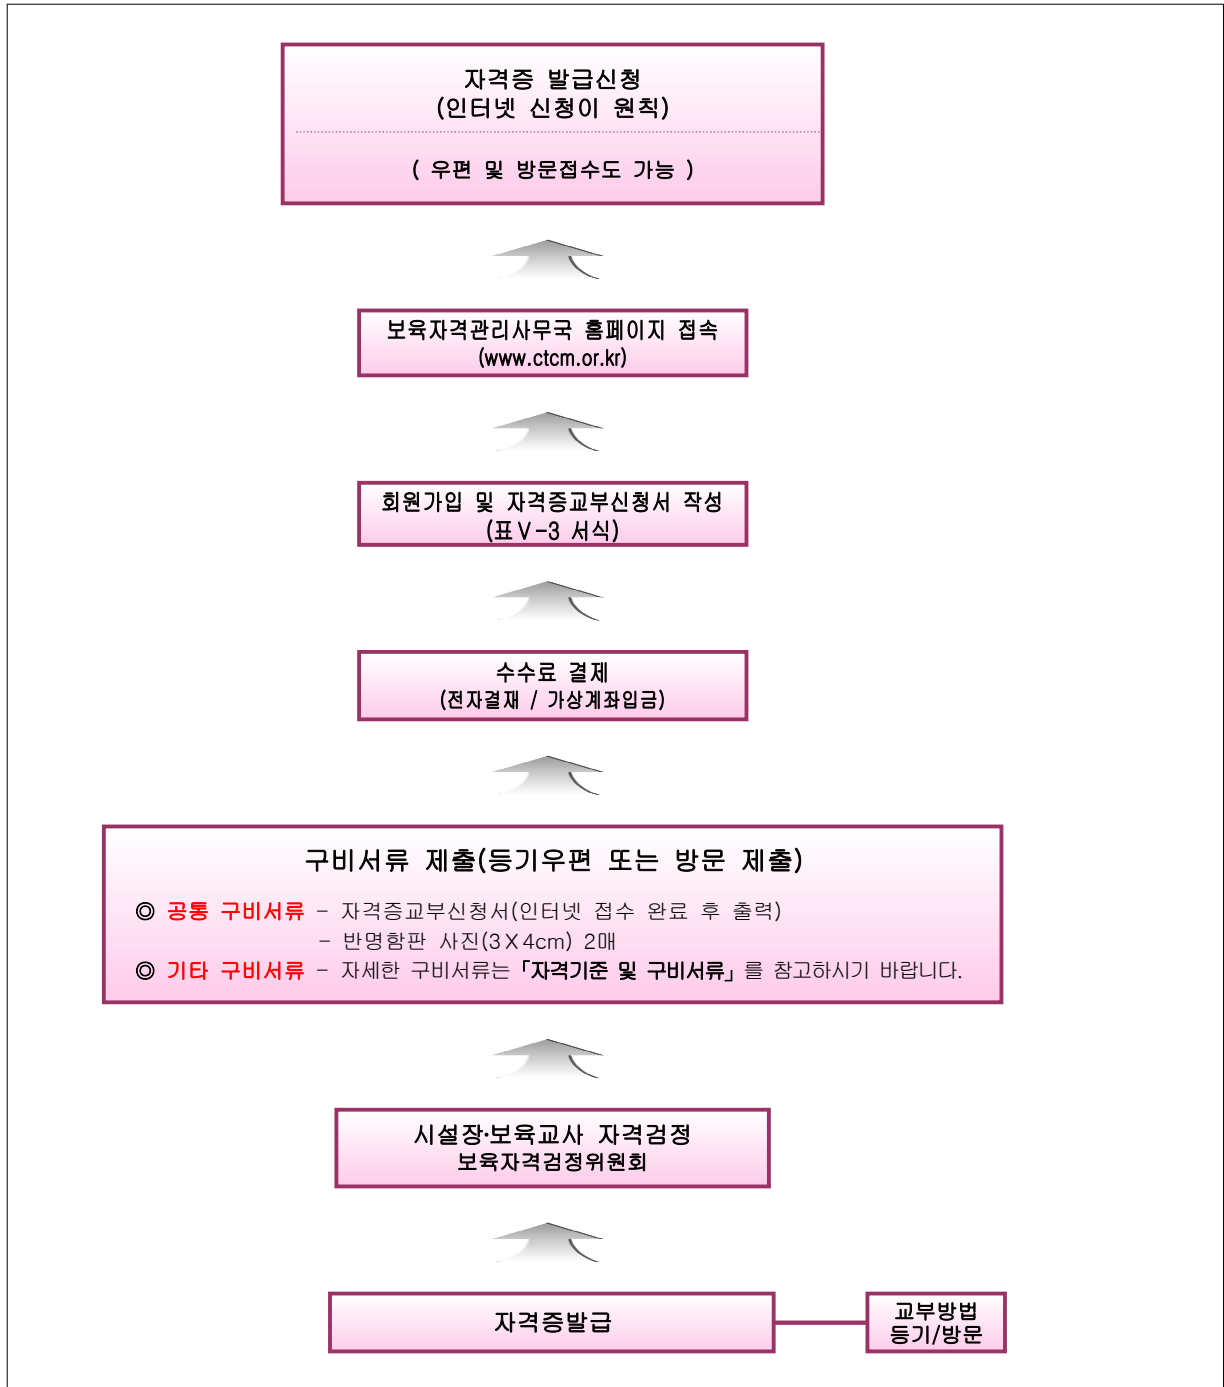 자격증 발급신청
(인터넷 신청이 원칙)
( 우편 및 방문접수도 가능 )
보육자격관리사무국 홈페이지 접속
(www.ctcm.or.kr)
회원가입 및 자격증교부신청서 작성
(표Ⅴ-3 서식)
수수료 결제
(전자결재 / 가상계좌입금)
구비서류 제출(등기우편 또는 방문 제출)
◎ 공통 구비서류 - 자격증교부신청서(인터넷 접수 완료 후 출력)
- 반명함판 사진(3X4cm) 2매
◎ 기타 구비서류 - 자세한 구비서류는 「자격기준 및 구비서류」를 참고하시기 바랍니다.
시설장·보육교사 자격검정
보육자격검정위원회
자격증발급
교부방법
등기/방문